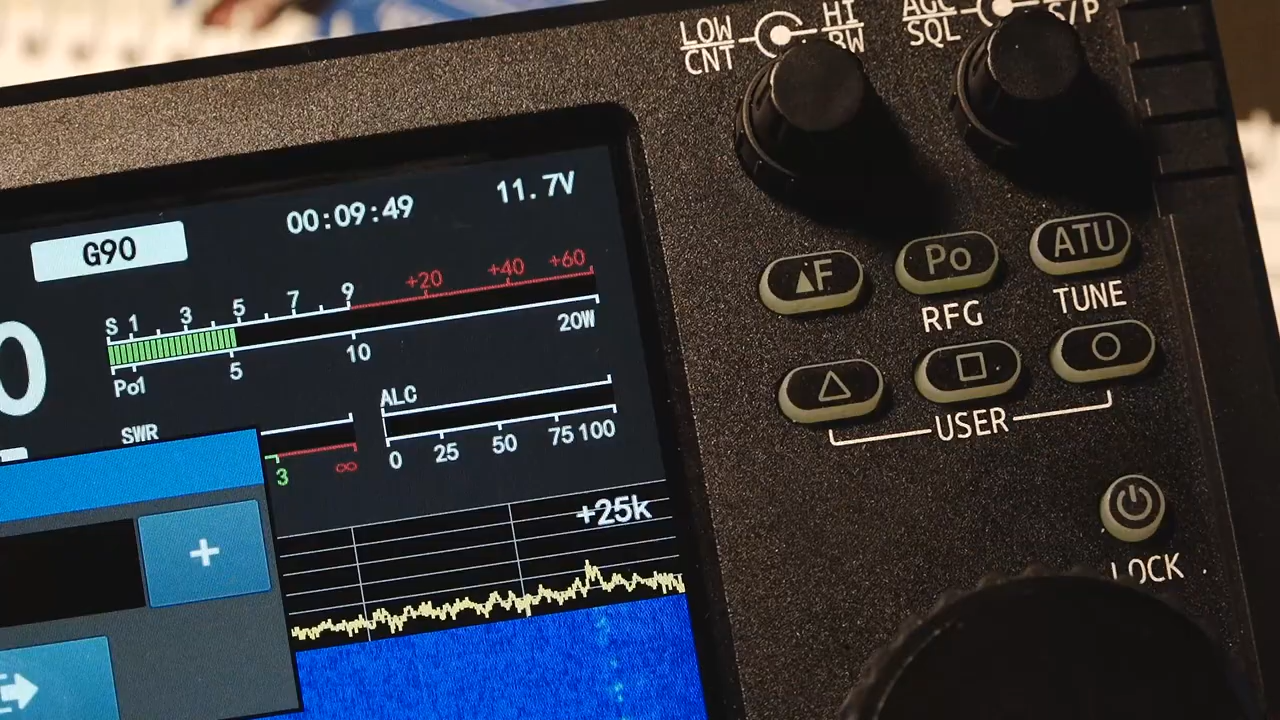 LOW HI
CNT BW
AGC S/P
SQL
G90 00:09:49 11.7V
S 1 3 5 7 9 +20 +40 +60
Po1 5 10 20W
SWR
3 ∞
ALC
0 25 50 75 100
+25k
+
▲F Po ATU
RFG TUNE
USER
LOCK